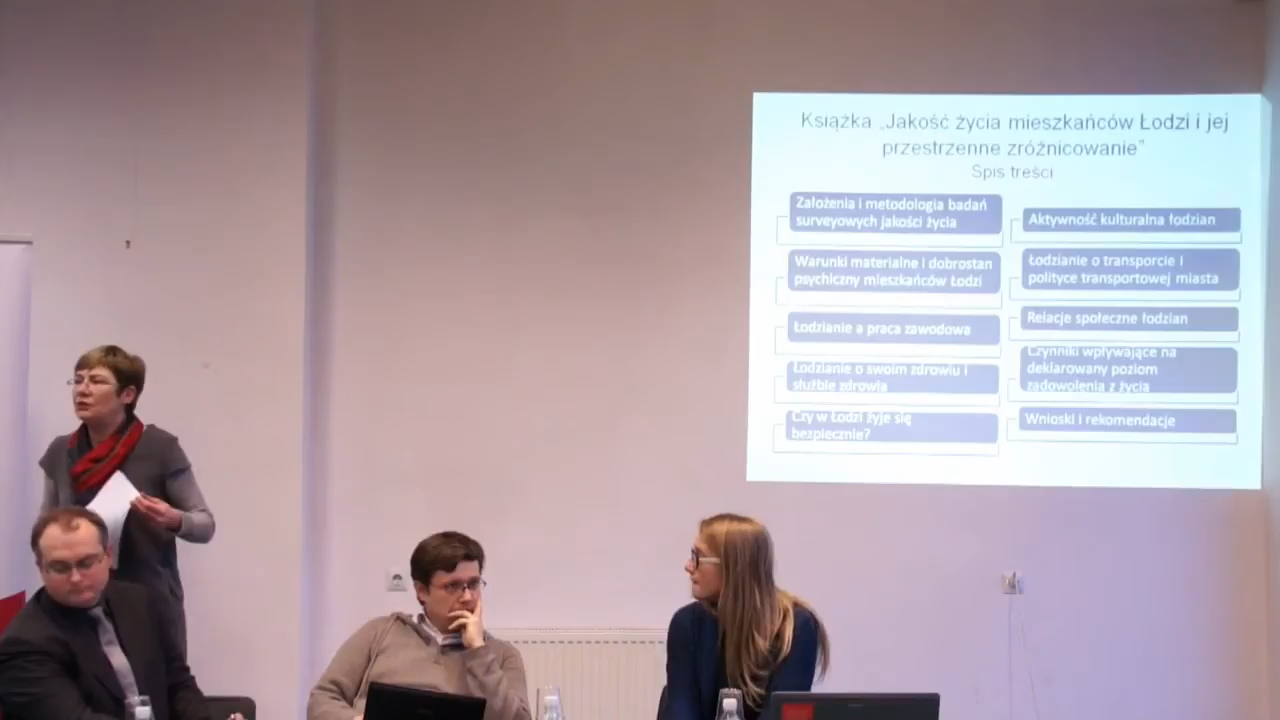 Książka „Jakość życia mieszkańców Łodzi i jej
przestrzenne zróżnicowanie”
Spis treści
Założenia i metodologia badań
surveyowych jakości życia
Warunki materialne i dobrostan
psychiczny mieszkańców Łodzi
Łodzianie a praca zawodowa
Łodzianie o swoim zdrowiu i
służbie zdrowia
Czy w Łodzi żyje się
bezpiecznie?
Aktywność kulturalna łodzian
Łodzianie o transporcie i
polityce transportowej miasta
Relacje społeczne łodzian
Czynniki wpływające na
deklarowany poziom
zadowolenia z życia
Wnioski i rekomendacje